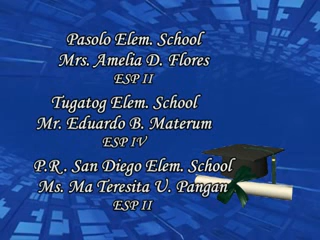 Pasolo Elem. School
Mrs. Amelia D. Flores
ESP II
Tugatog Elem. School
Mr. Eduardo B. Materum
ESP IV
P.R . San Diego Elem. School
Ms. Ma Teresita U. Pangan
ESP II